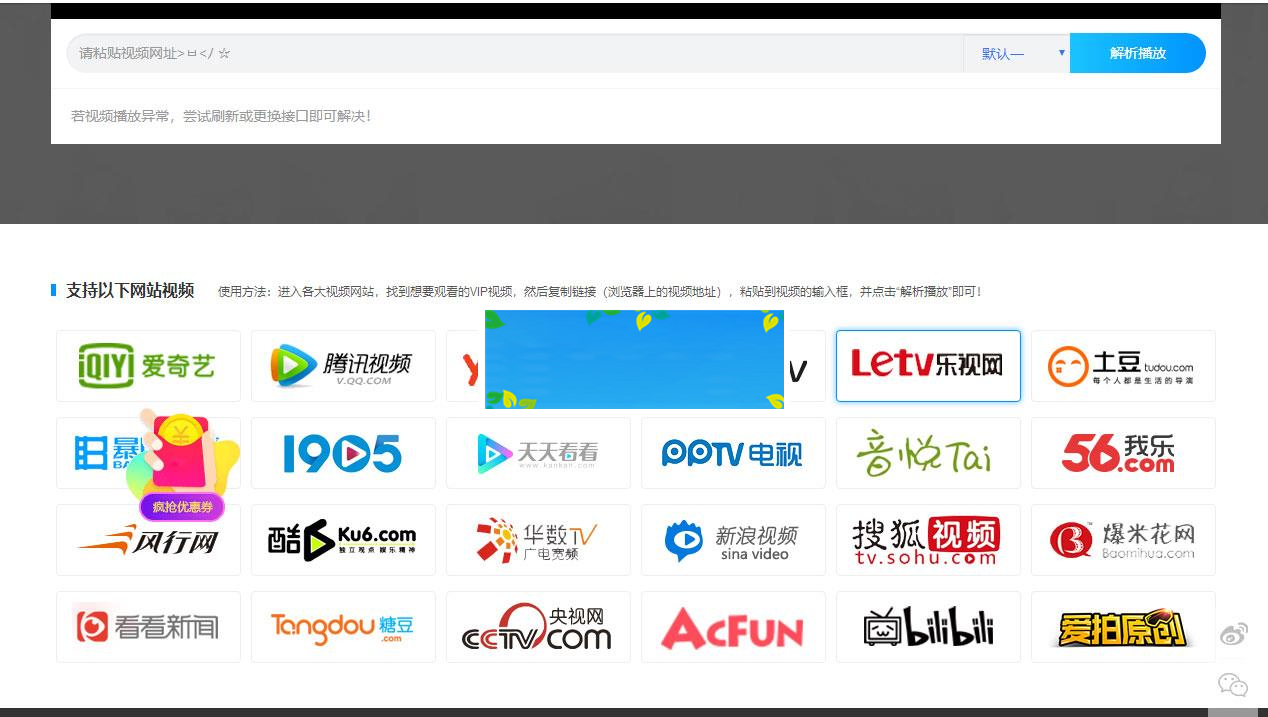 请粘贴视频网址>ㅂ</ ☆
默认一
解析播放
若视频播放异常，尝试刷新或更换接口即可解决！
支持以下网站视频
使用方法：进入各大视频网站，找到想要观看的VIP视频，然后复制链接（浏览器上的视频地址），粘贴到视频的输入框，并点击“解析播放”即可！
iQIYI 爱奇艺
腾讯视频
V.QQ.COM
Letv乐视网
土豆 tudou.com
每个人都是生活的导演
1905
天天看看
www.kankan.com
PPTV电视
音悦Tai
56我乐
.com
疯抢优惠券
风行网
酷6 Ku6.com
独立观点 娱乐精神
华数TV
广电宽频
新浪视频
sina video
搜狐视频
tv.sohu.com
爆米花网
Baomihua.com
看看新闻
Tangdou糖豆
.com
央视网
CCTV.com
AcFun
bilibili
爱拍原创